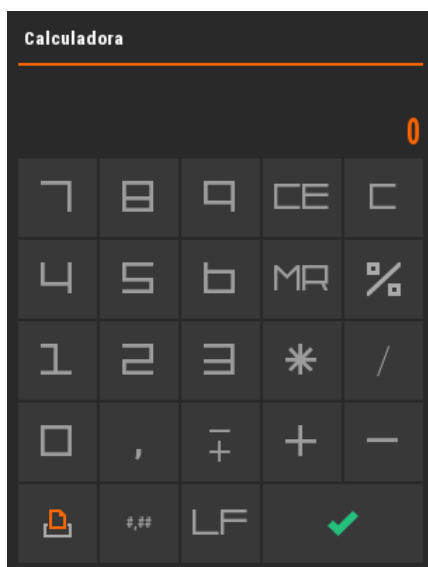 Calculadora
0
7 8 9 CE C
4 5 6 MR %
1 2 3 * /
0 , ∓ + −
#,## LF